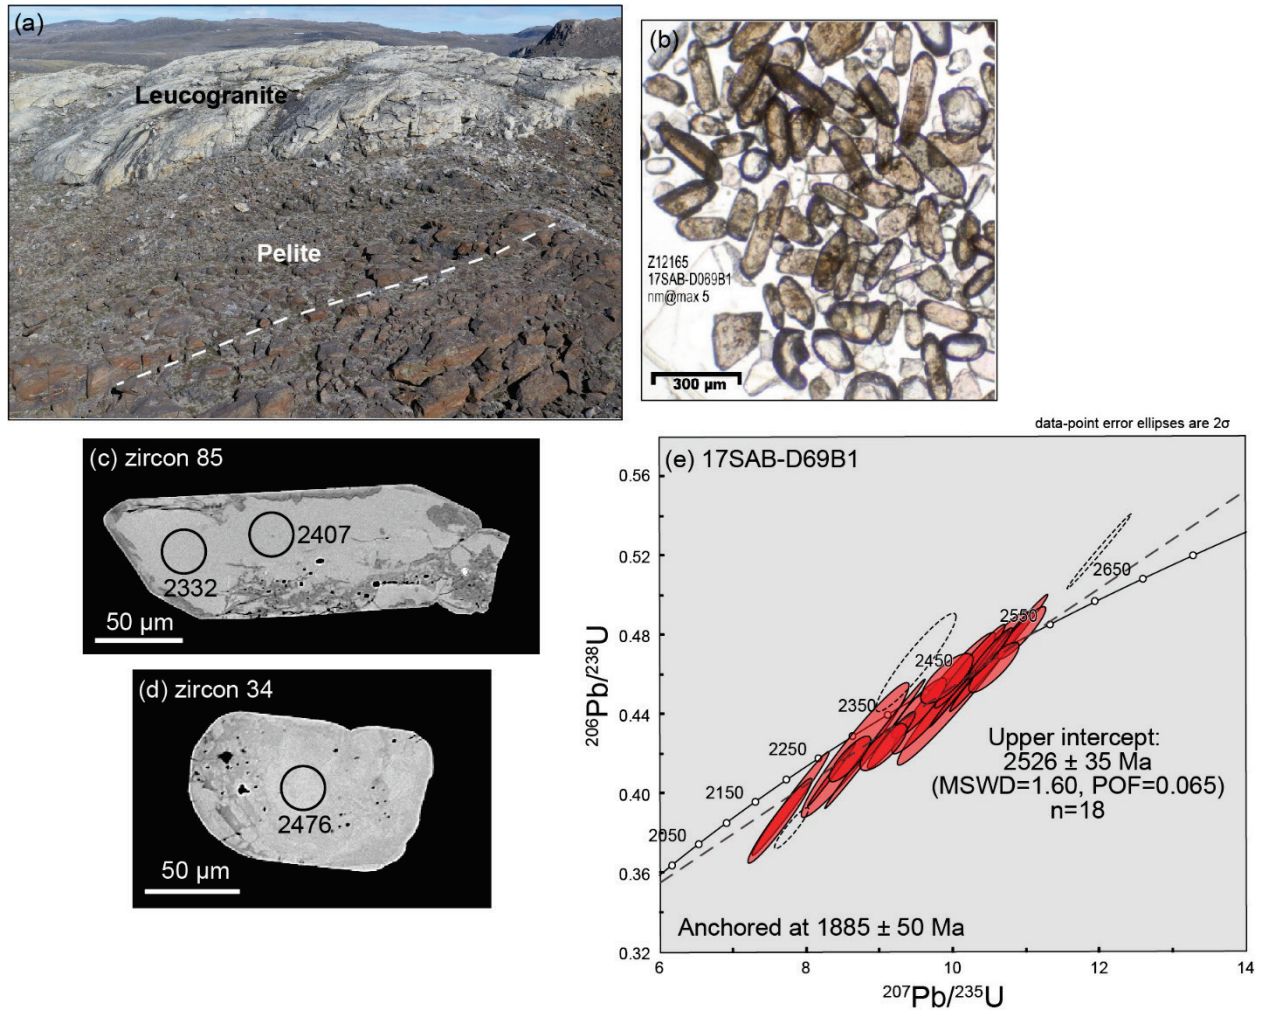 (a)
Leucogranite
Pelite
(b)
Z12165
17SAB-D069B1
nm@max 5
300 µm
(c) zircon 85
2407
2332
50 µm
(d) zircon 34
2476
50 µm
data-point error ellipses are 2σ
(e) 17SAB-D69B1
0.56
0.52
0.48
0.44
0.40
0.36
0.32
2650
2550
2450
2350
2250
2150
2050
Upper intercept:
2526 ± 35 Ma
(MSWD=1.60, POF=0.065)
n=18
Anchored at 1885 ± 50 Ma
6
8
10
12
14
²⁰⁶Pb/²³⁸U
²⁰⁷Pb/²³⁵U